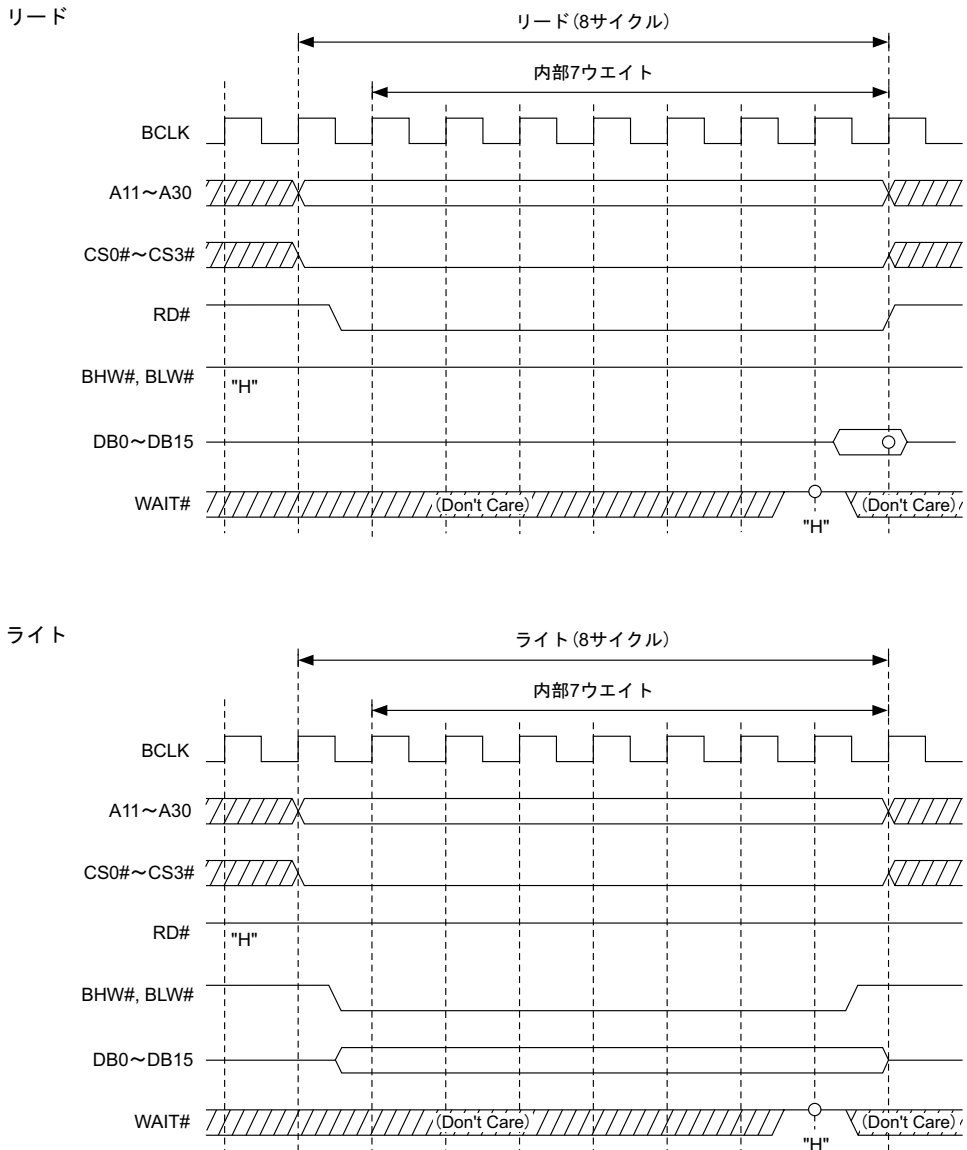 リード
リード(8サイクル)
内部7ウエイト
BCLK
A11～A30
CS0#～CS3#
RD#
BHW#, BLW#
"H"
DB0～DB15
WAIT#
(Don't Care)
(Don't Care)
"H"
ライト
ライト(8サイクル)
内部7ウエイト
BCLK
A11～A30
CS0#～CS3#
RD#
"H"
BHW#, BLW#
DB0～DB15
WAIT#
(Don't Care)
(Don't Care)
"H"